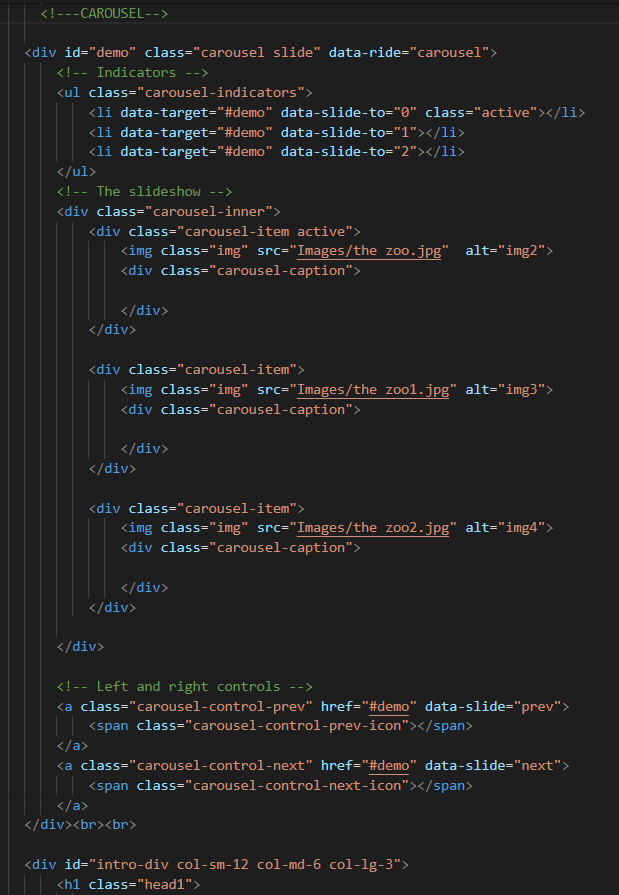 <!---CAROUSEL-->
<div id="demo" class="carousel slide" data-ride="carousel">
<!-- Indicators -->
<ul class="carousel-indicators">
<li data-target="#demo" data-slide-to="0" class="active"></li>
<li data-target="#demo" data-slide-to="1"></li>
<li data-target="#demo" data-slide-to="2"></li>
</ul>
<!-- The slideshow -->
<div class="carousel-inner">
<div class="carousel-item active">
<img class="img" src="Images/the zoo.jpg"  alt="img2">
<div class="carousel-caption">
</div>
</div>
<div class="carousel-item">
<img class="img" src="Images/the zoo1.jpg" alt="img3">
<div class="carousel-caption">
</div>
</div>
<div class="carousel-item">
<img class="img" src="Images/the zoo2.jpg" alt="img4">
<div class="carousel-caption">
</div>
</div>
</div>
<!-- Left and right controls -->
<a class="carousel-control-prev" href="#demo" data-slide="prev">
<span class="carousel-control-prev-icon"></span>
</a>
<a class="carousel-control-next" href="#demo" data-slide="next">
<span class="carousel-control-next-icon"></span>
</a>
</div><br><br>
<div id="intro-div col-sm-12 col-md-6 col-lg-3">
<h1 class="head1">